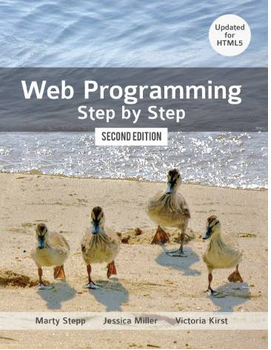 Updated
for
HTML5
Web Programming
Step by Step
SECOND EDITION
Marty Stepp Jessica Miller Victoria Kirst